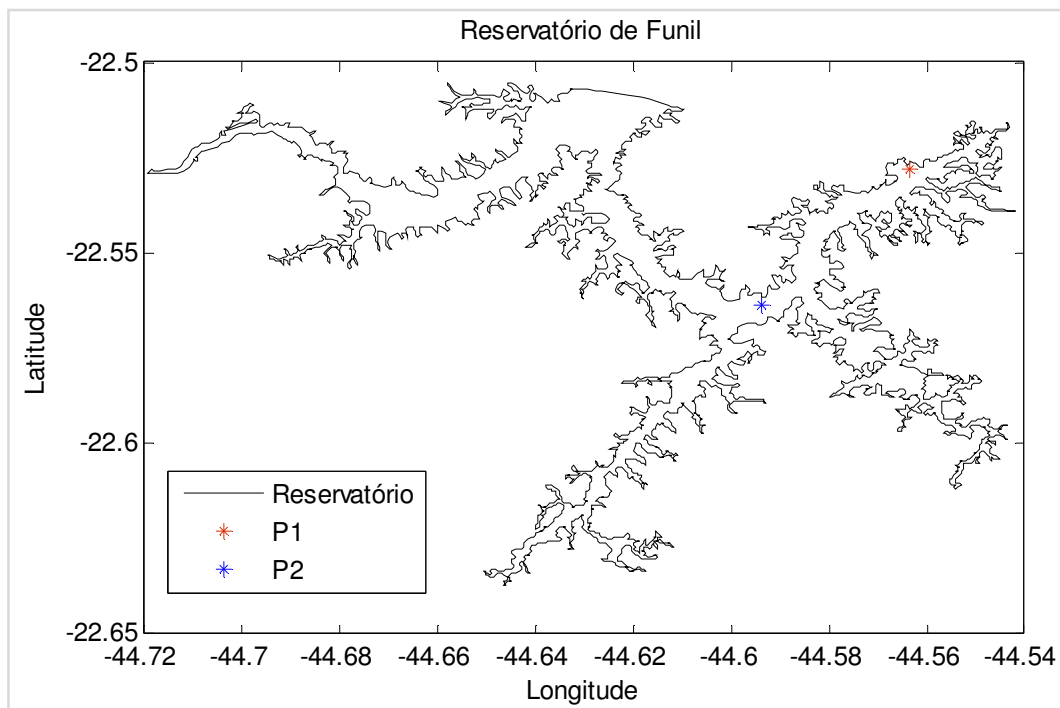 Reservatório de Funil
Latitude
-22.5
-22.55
-22.6
-22.65
Reservatório
P1
P2
-44.72 -44.7 -44.68 -44.66 -44.64 -44.62 -44.6 -44.58 -44.56 -44.54
Longitude